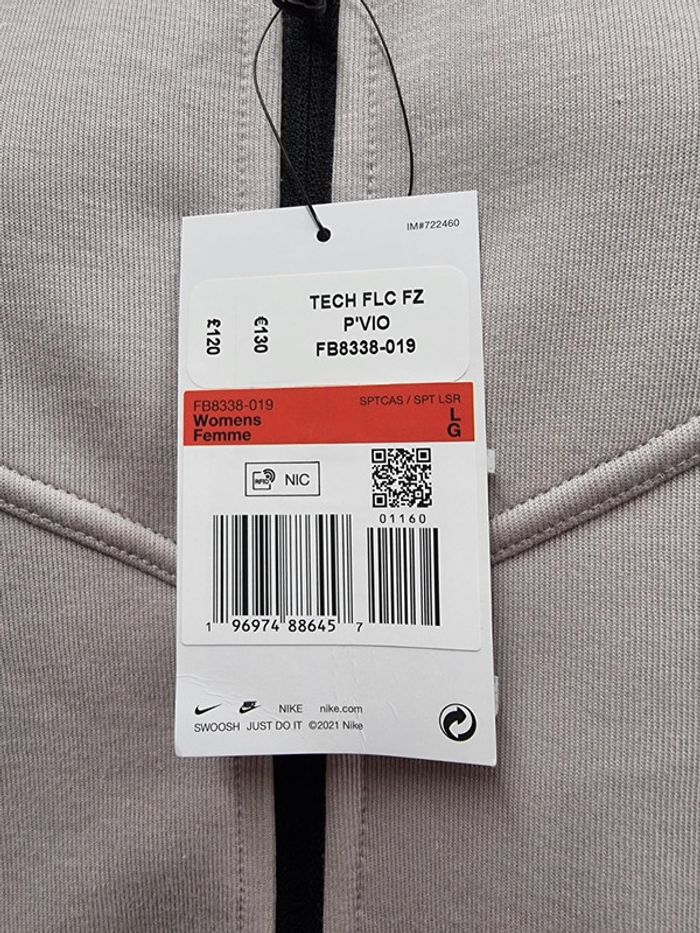 IM#722460
TECH FLC FZ
P'VIO
FB8338-019
£120
€130
FB8338-019
SPTCAS / SPT LSR
Womens
L
Femme
G
RFID
NIC
01160
1 96974 88645 7
NIKE
NIKE nike.com
SWOOSH JUST DO IT ©2021 Nike